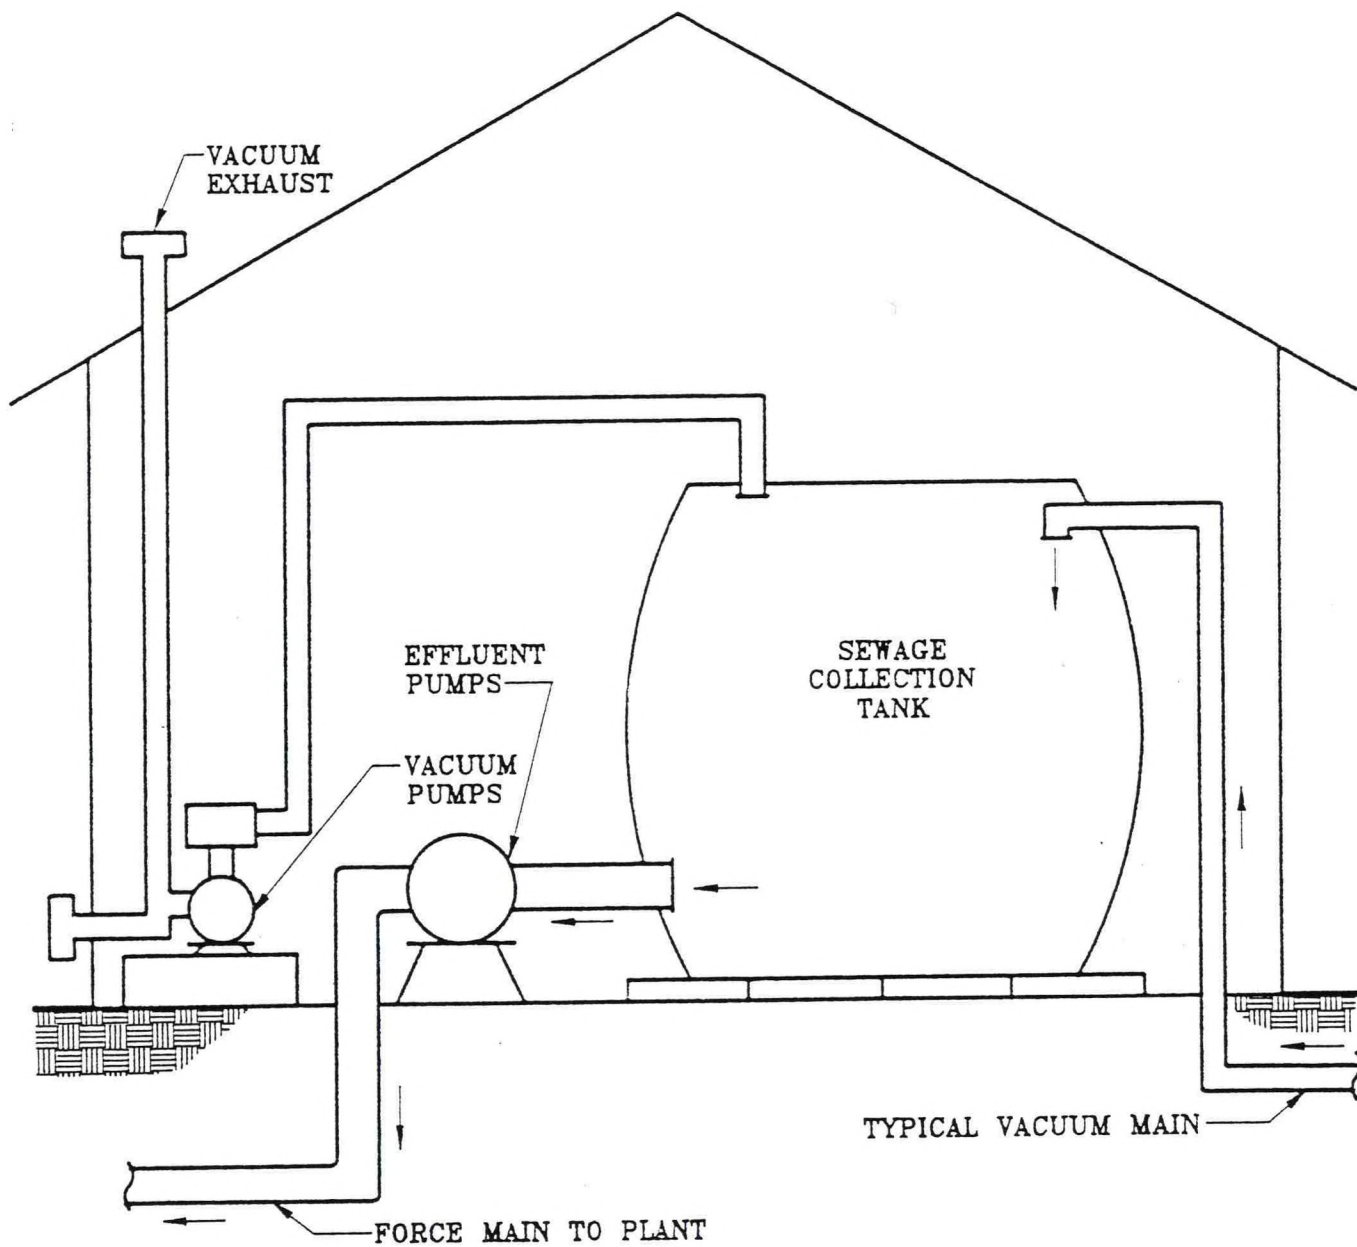 VACUUM
EXHAUST
EFFLUENT
PUMPS
SEWAGE
COLLECTION
TANK
VACUUM
PUMPS
TYPICAL VACUUM MAIN
FORCE MAIN TO PLANT